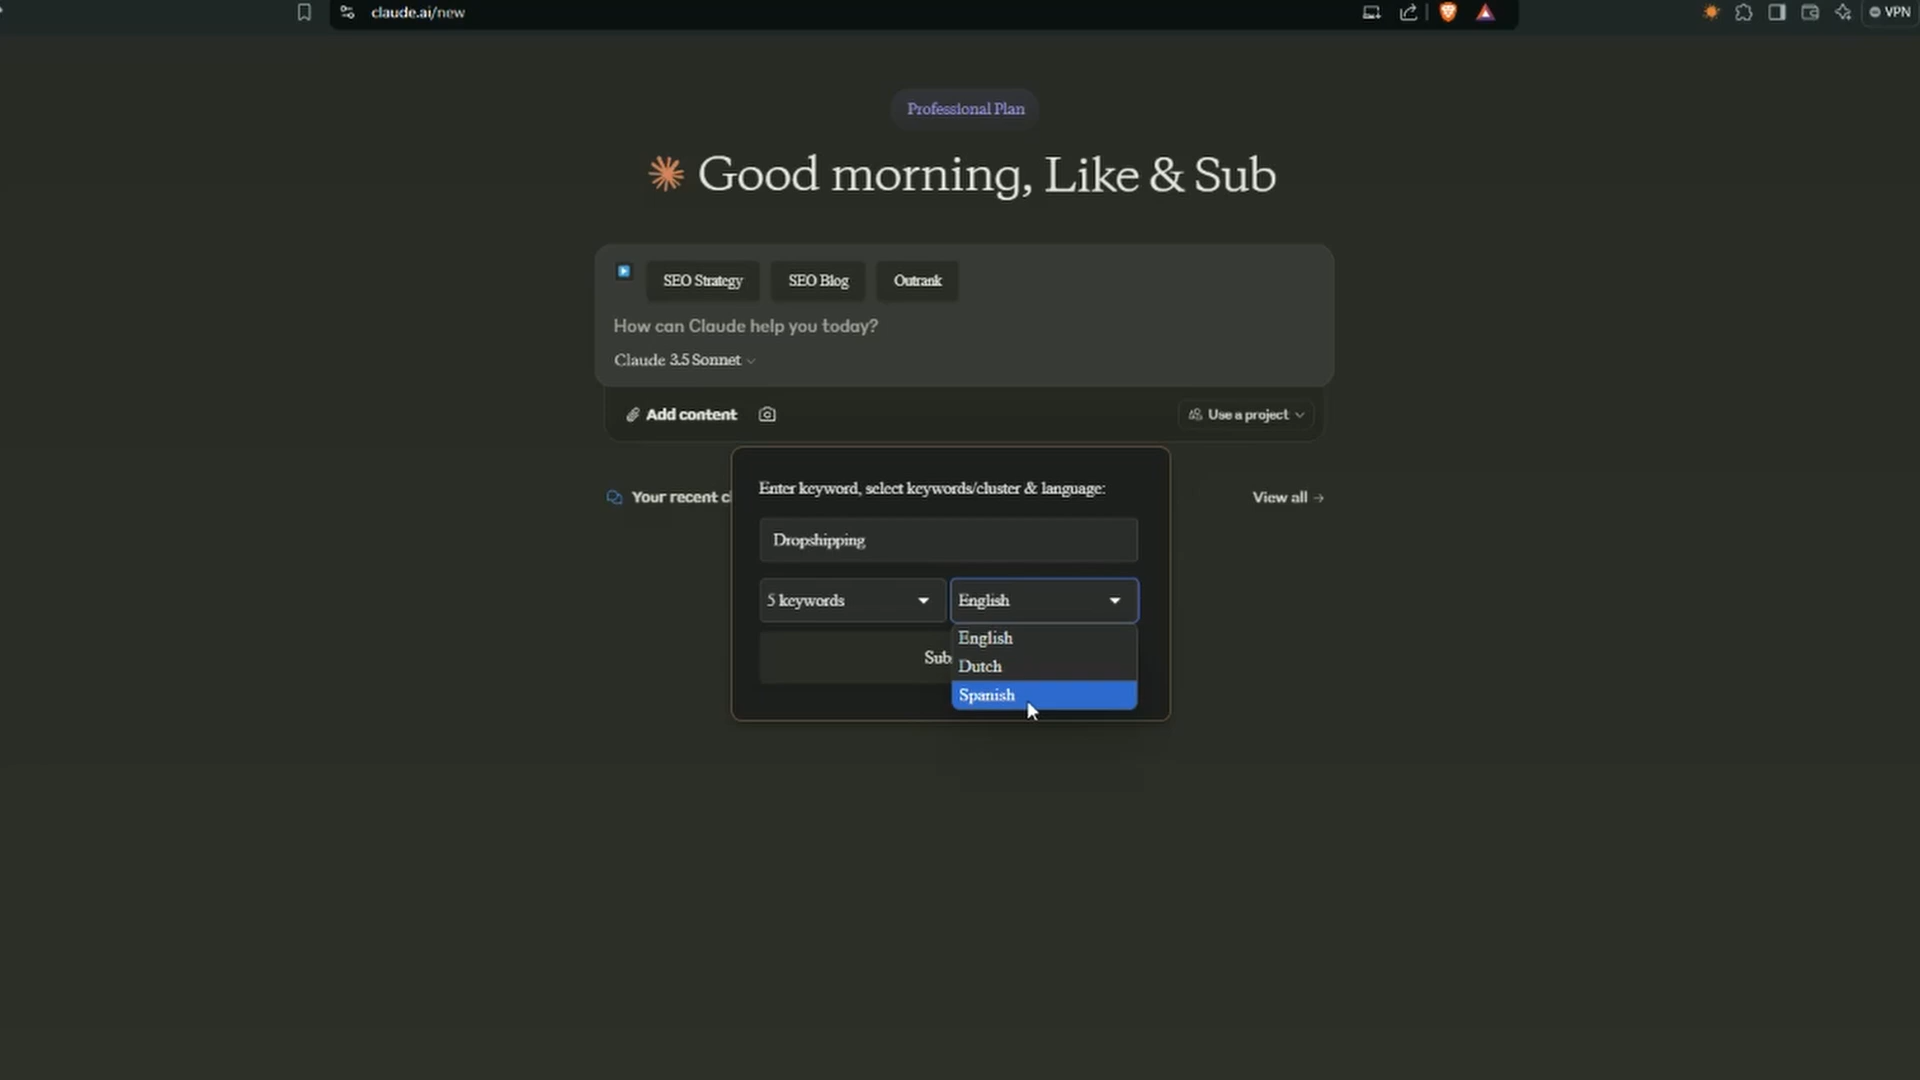 claude.ai/new
VPN
Professional Plan
Good morning, Like & Sub
SEO Strategy
SEO Blog
Outrank
How can Claude help you today?
Claude 3.5 Sonnet
Add content
Use a project
Your recent c
View all →
Enter keyword, select keywords/cluster & language:
Dropshipping
5 keywords
English
English
Sub
Dutch
Spanish